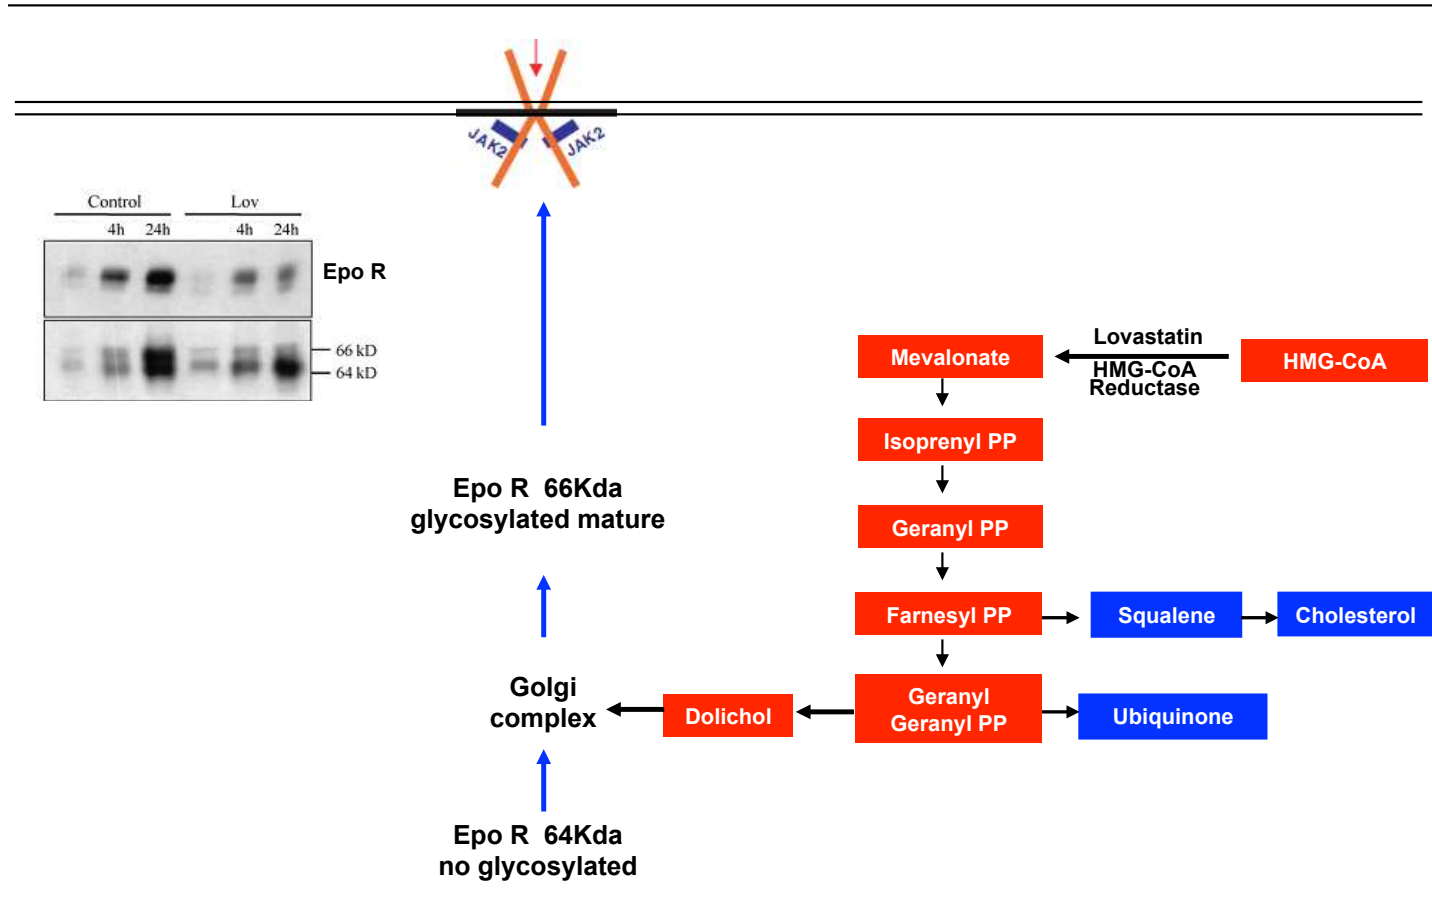 JAK2
JAK2
Control
Lov
4h
24h
4h
24h
Epo R
66 kD
64 kD
Lovastatin
Mevalonate
HMG-CoA
HMG-CoA
Reductase
Isoprenyl PP
Epo R 66Kda
glycosylated mature
Geranyl PP
Farnesyl PP
Squalene
Cholesterol
Golgi
complex
Dolichol
Geranyl
Geranyl PP
Ubiquinone
Epo R 64Kda
no glycosylated